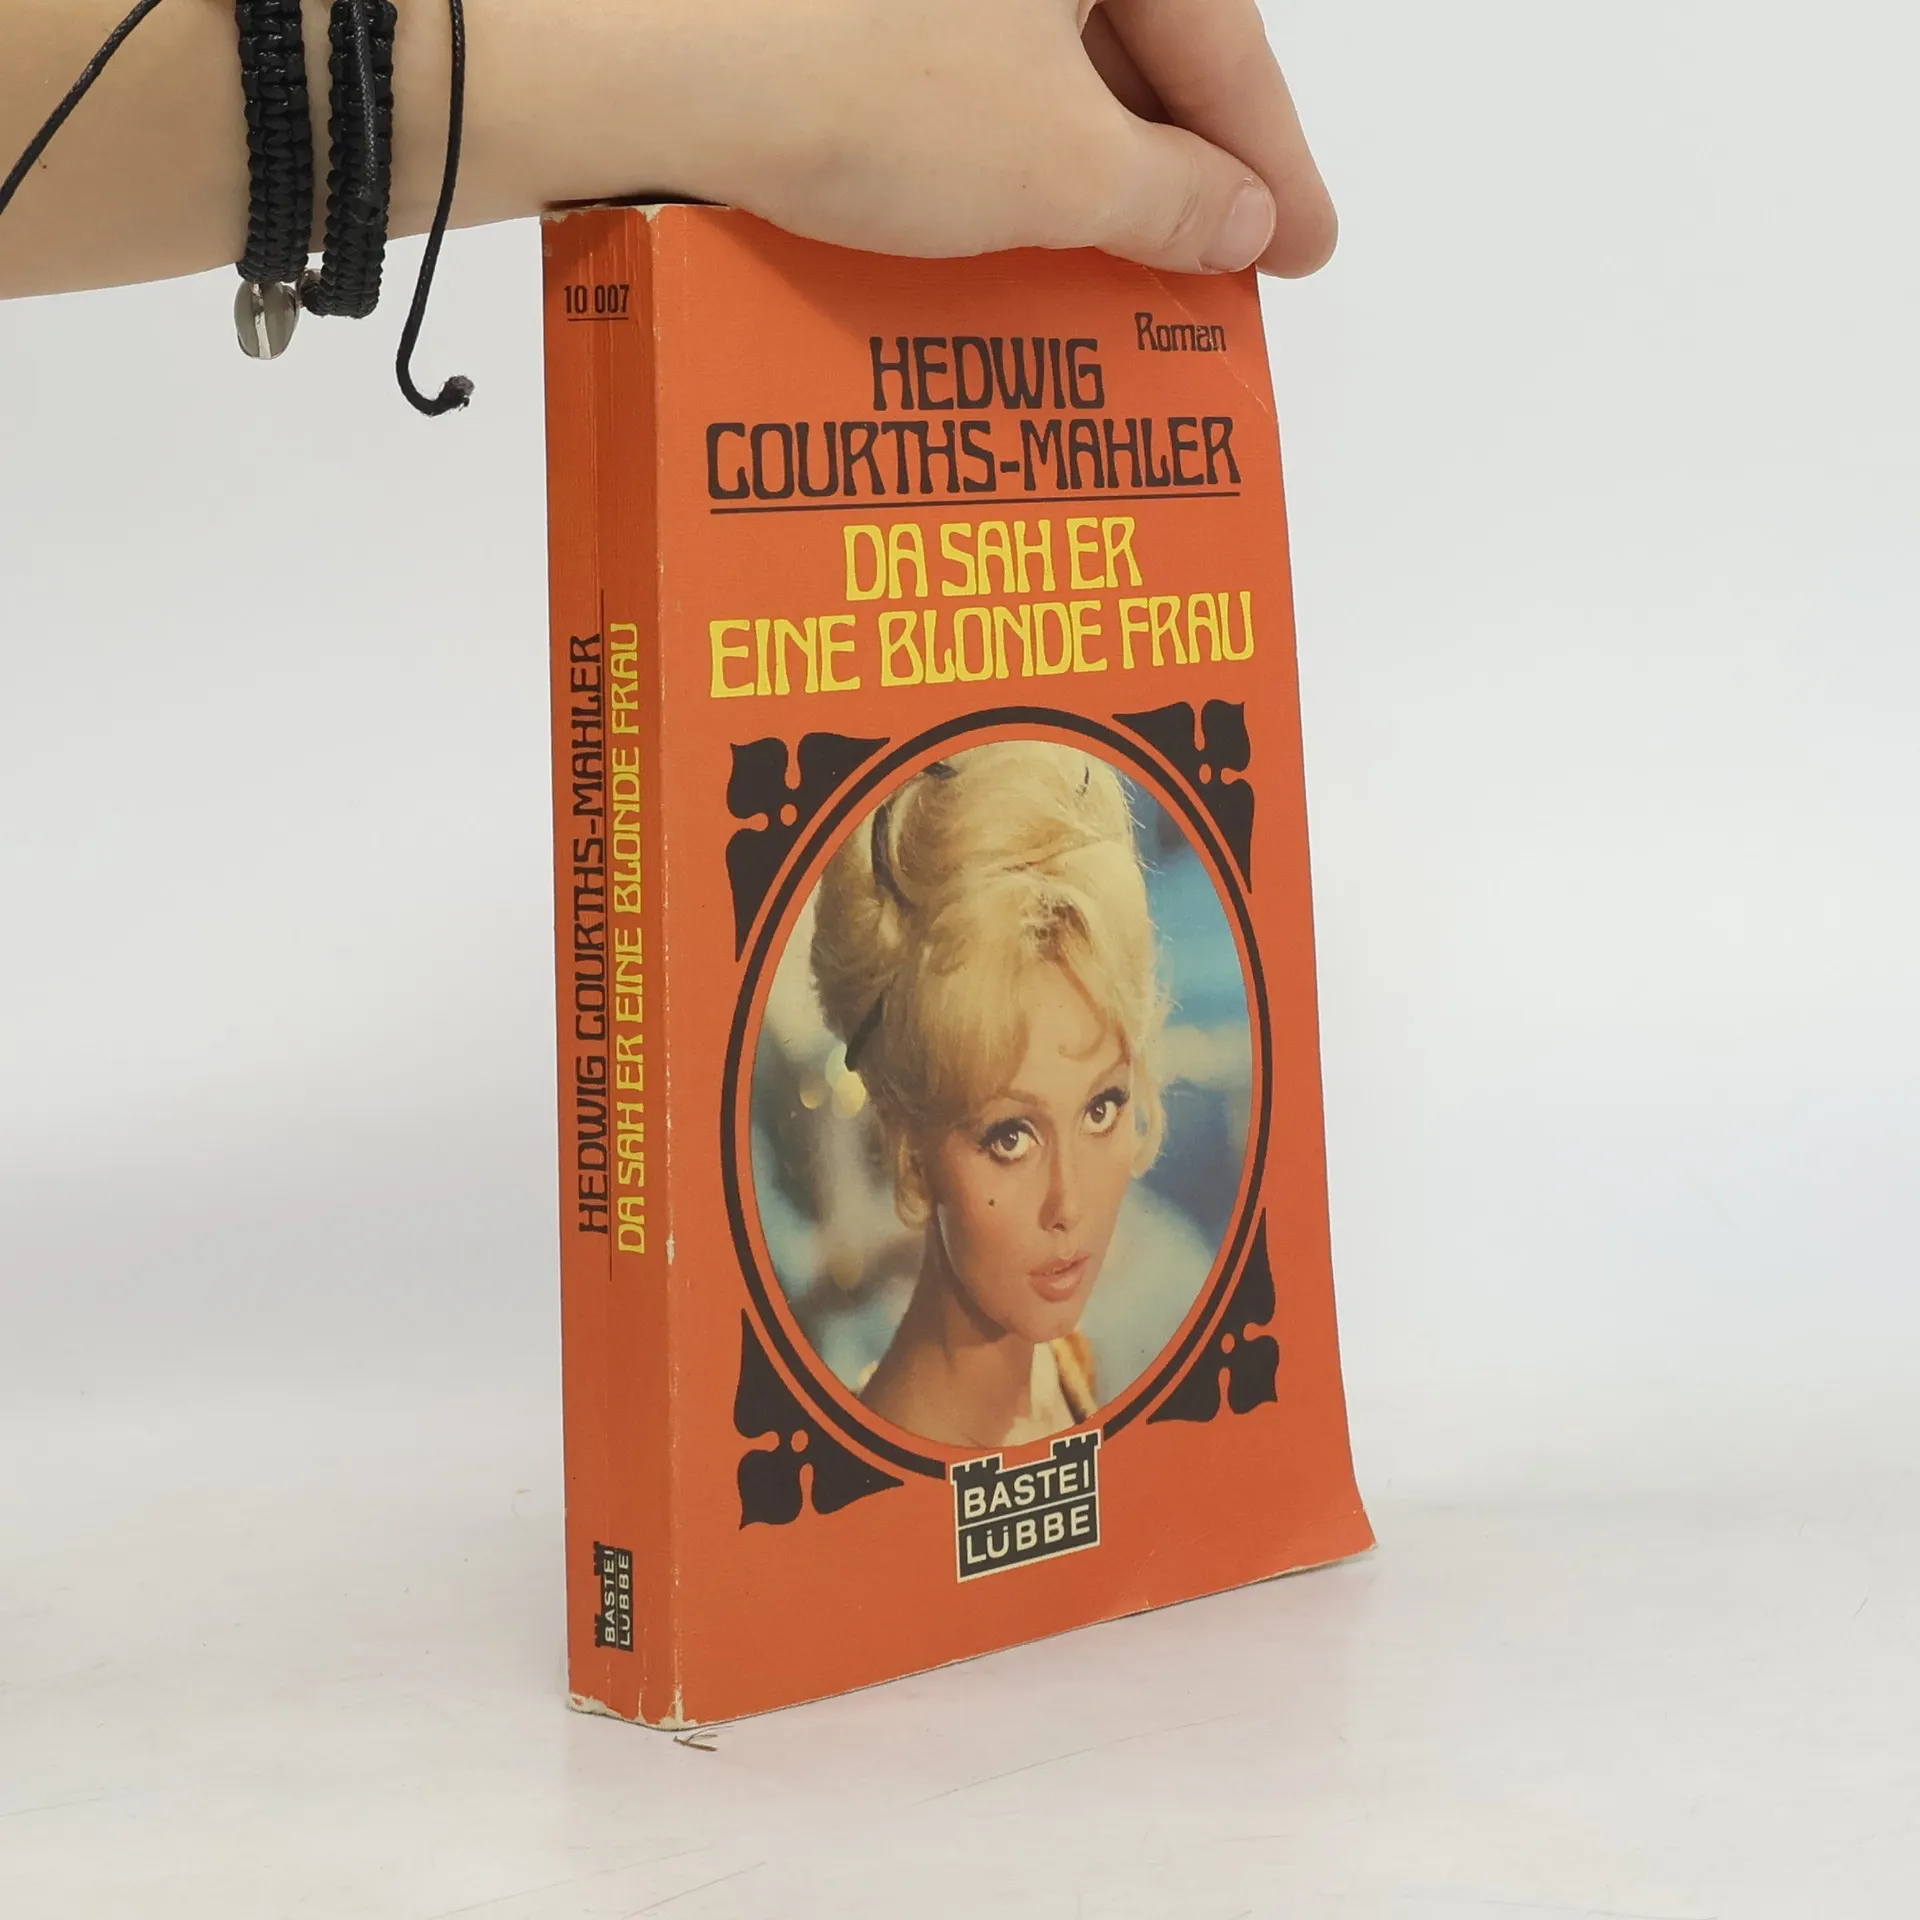 10 007
HEDWIG COURTHS-MAHLER
DA SAH ER EINE BLONDE FRAU
BASTEI
LÜBBE
Roman
HEDWIG
COURTHS-MAHLER
DA SAH ER
EINE BLONDE FRAU
BASTEI
LÜBBE